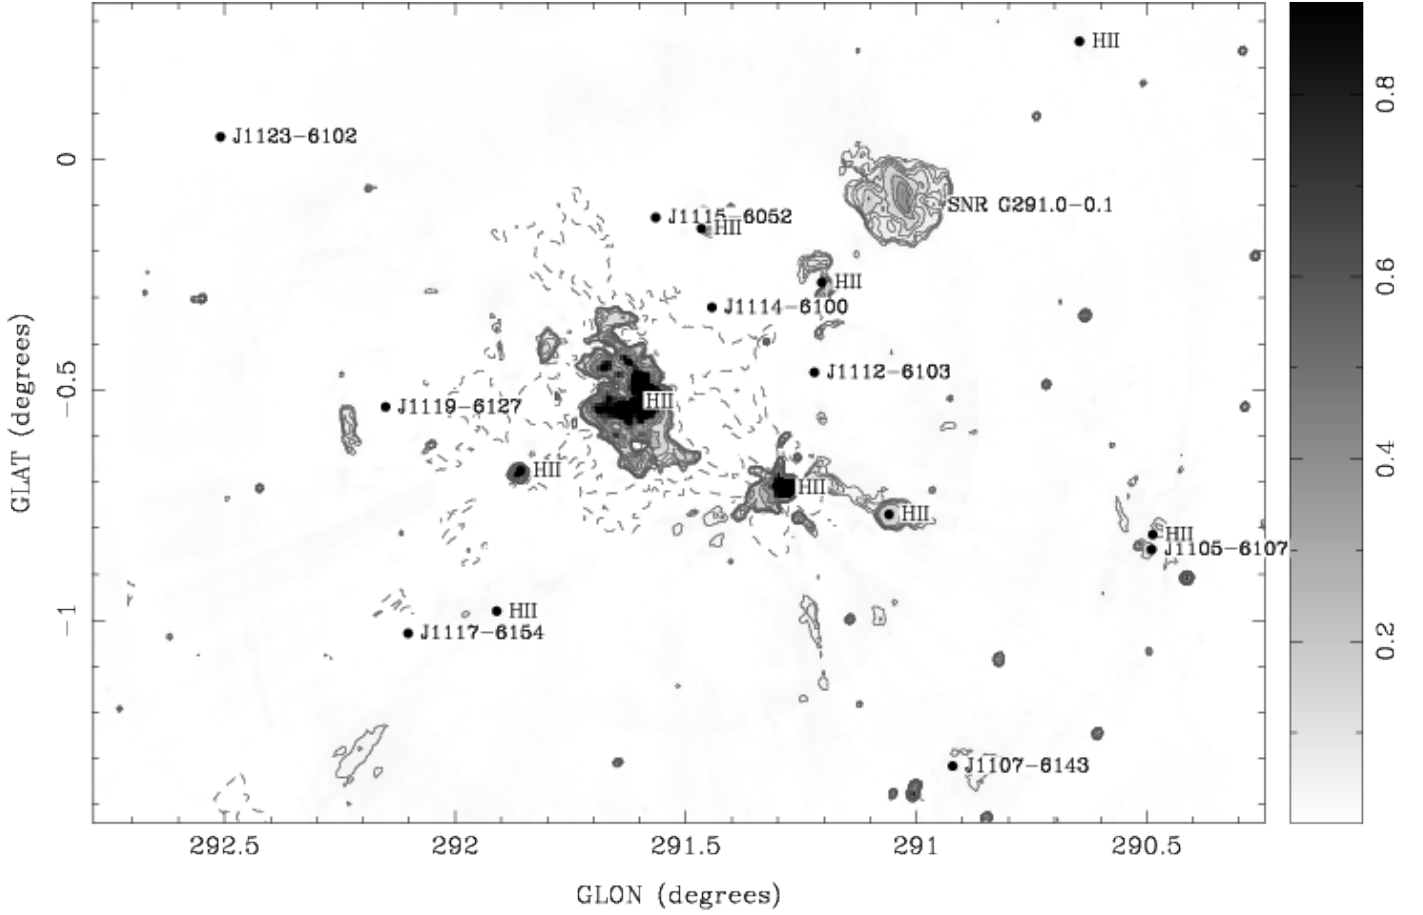 HII
0.8
J1123-6102
0
SNR G291.0-0.1
J1115-6052
HII
HII
0.6
J1114-6100
J1112-6103
-0.5
HII
J1119-6127
GLAT (degrees)
HII
0.4
HII
HII
HII
J1105-6107
-1
HII
J1117-6154
0.2
J1107-6143
292.5
292
291.5
291
290.5
GLON (degrees)